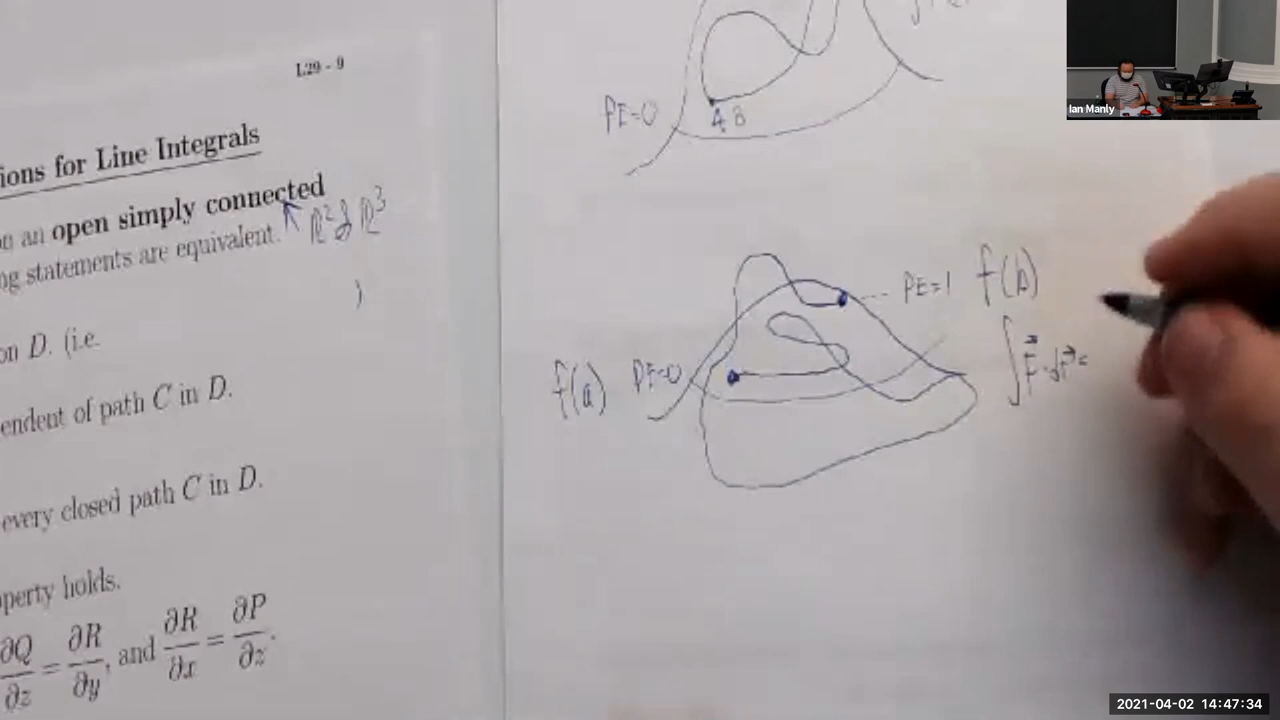 L29 - 9
ions for Line Integrals
on an open simply connected
ℝ² & ℝ³
ng statements are equivalent.
on D. (i.e.
)
endent of path C in D.
every closed path C in D.
operty holds.
∂Q/∂z = ∂R/∂y, and ∂R/∂x = ∂P/∂z.
PE=0
A B
PE=1 f(b)
f(a) PE=0
∫ F⃗·dr⃗ =
Ian Manly
2021-04-02 14:47:34